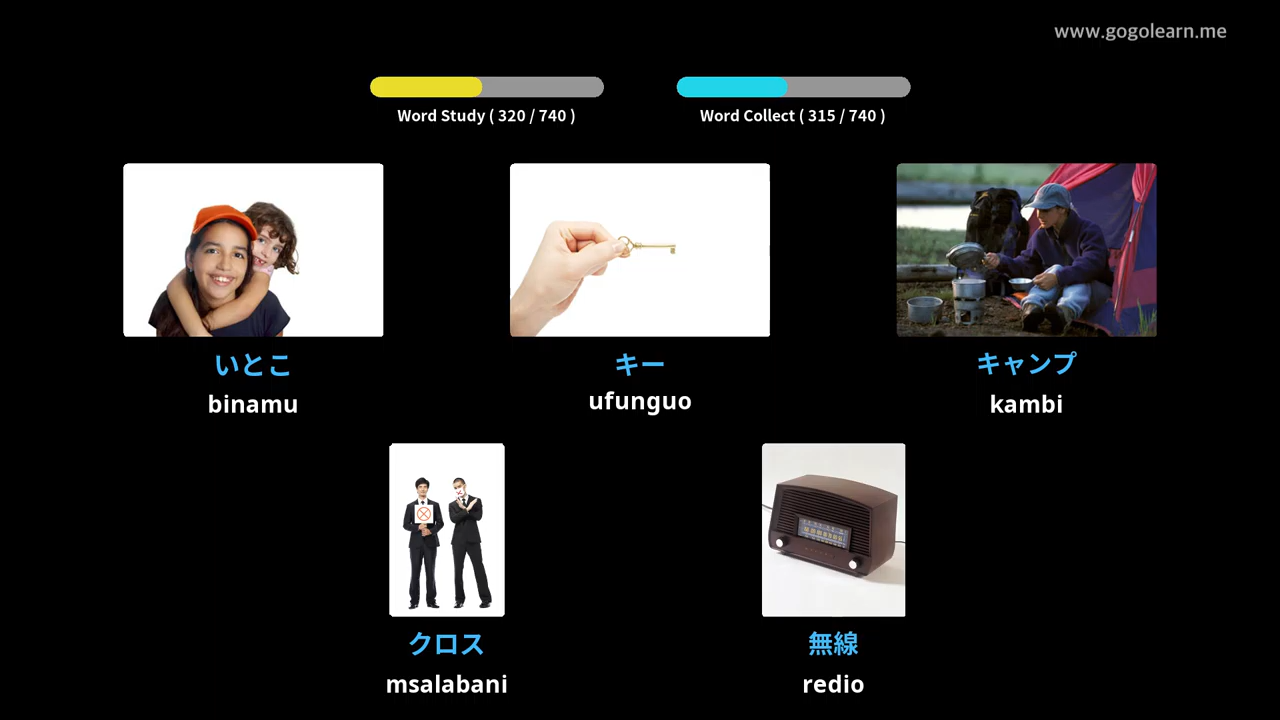 www.gogolearn.me
Word Study ( 320 / 740 )
Word Collect ( 315 / 740 )
いとこ
binamu
キー
ufunguo
キャンプ
kambi
クロス
msalabani
無線
redio